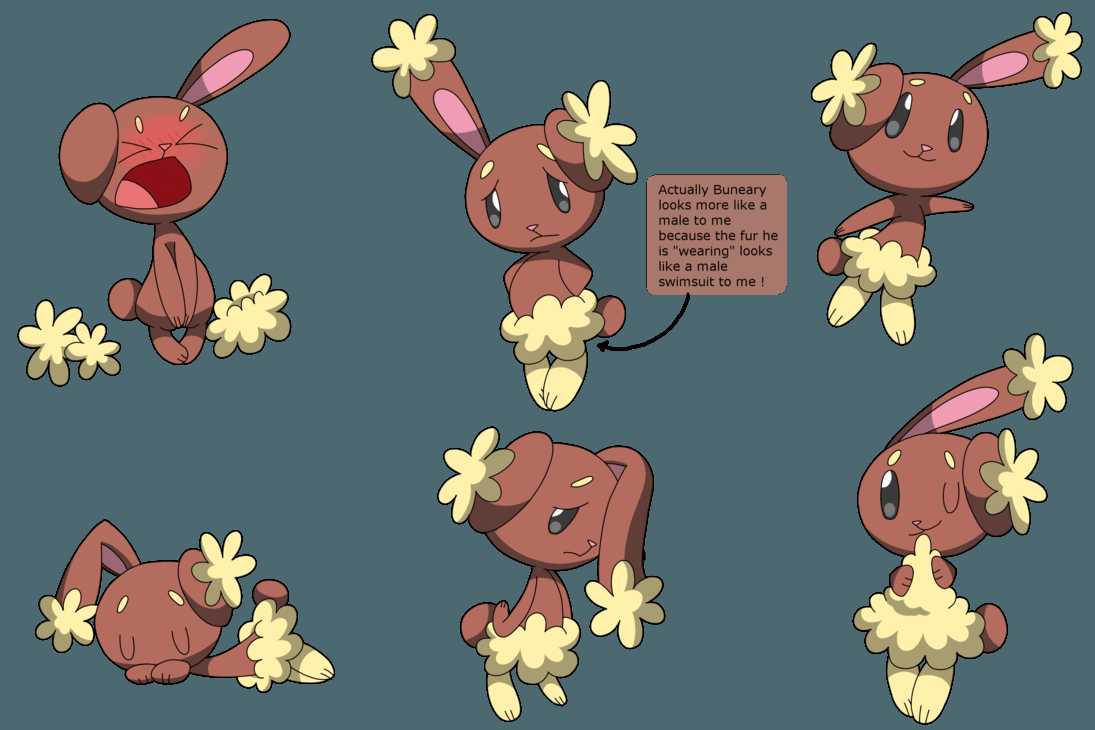 Actually Buneary
looks more like a
male to me
because the fur he
is "wearing" looks
like a male
swimsuit to me !